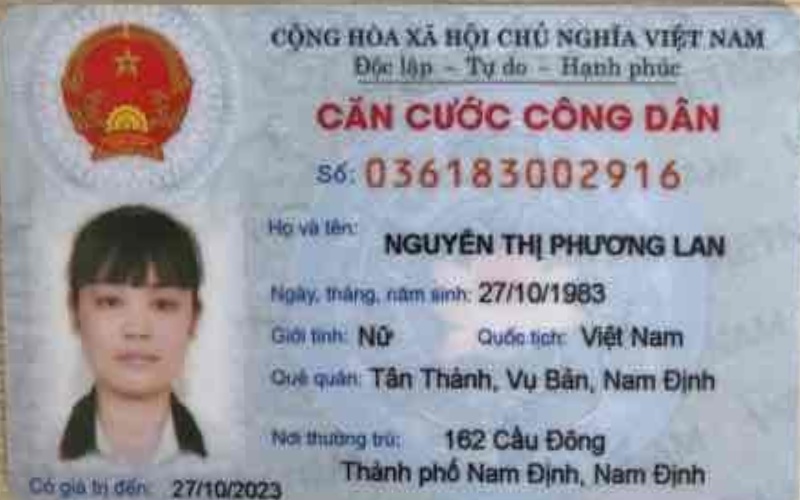 CỘNG HÒA XÃ HỘI CHỦ NGHĨA VIỆT NAM
Độc lập - Tự do - Hạnh phúc
CĂN CƯỚC CÔNG DÂN
Số: 036183002916
Họ và tên: NGUYỄN THỊ PHƯƠNG LAN
Ngày, tháng, năm sinh: 27/10/1983
Giới tính: Nữ Quốc tịch: Việt Nam
Quê quán: Tân Thành, Vụ Bản, Nam Định
Nơi thường trú: 162 Cầu Đông
Thành phố Nam Định, Nam Định
Có giá trị đến: 27/10/2023